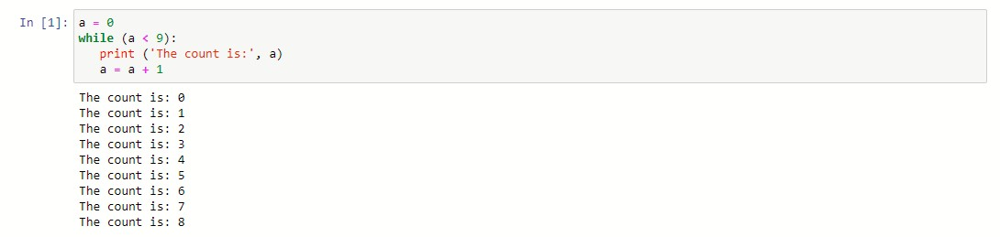 In [1]: a = 0
while (a < 9):
   print ('The count is:', a)
   a = a + 1
The count is: 0
The count is: 1
The count is: 2
The count is: 3
The count is: 4
The count is: 5
The count is: 6
The count is: 7
The count is: 8